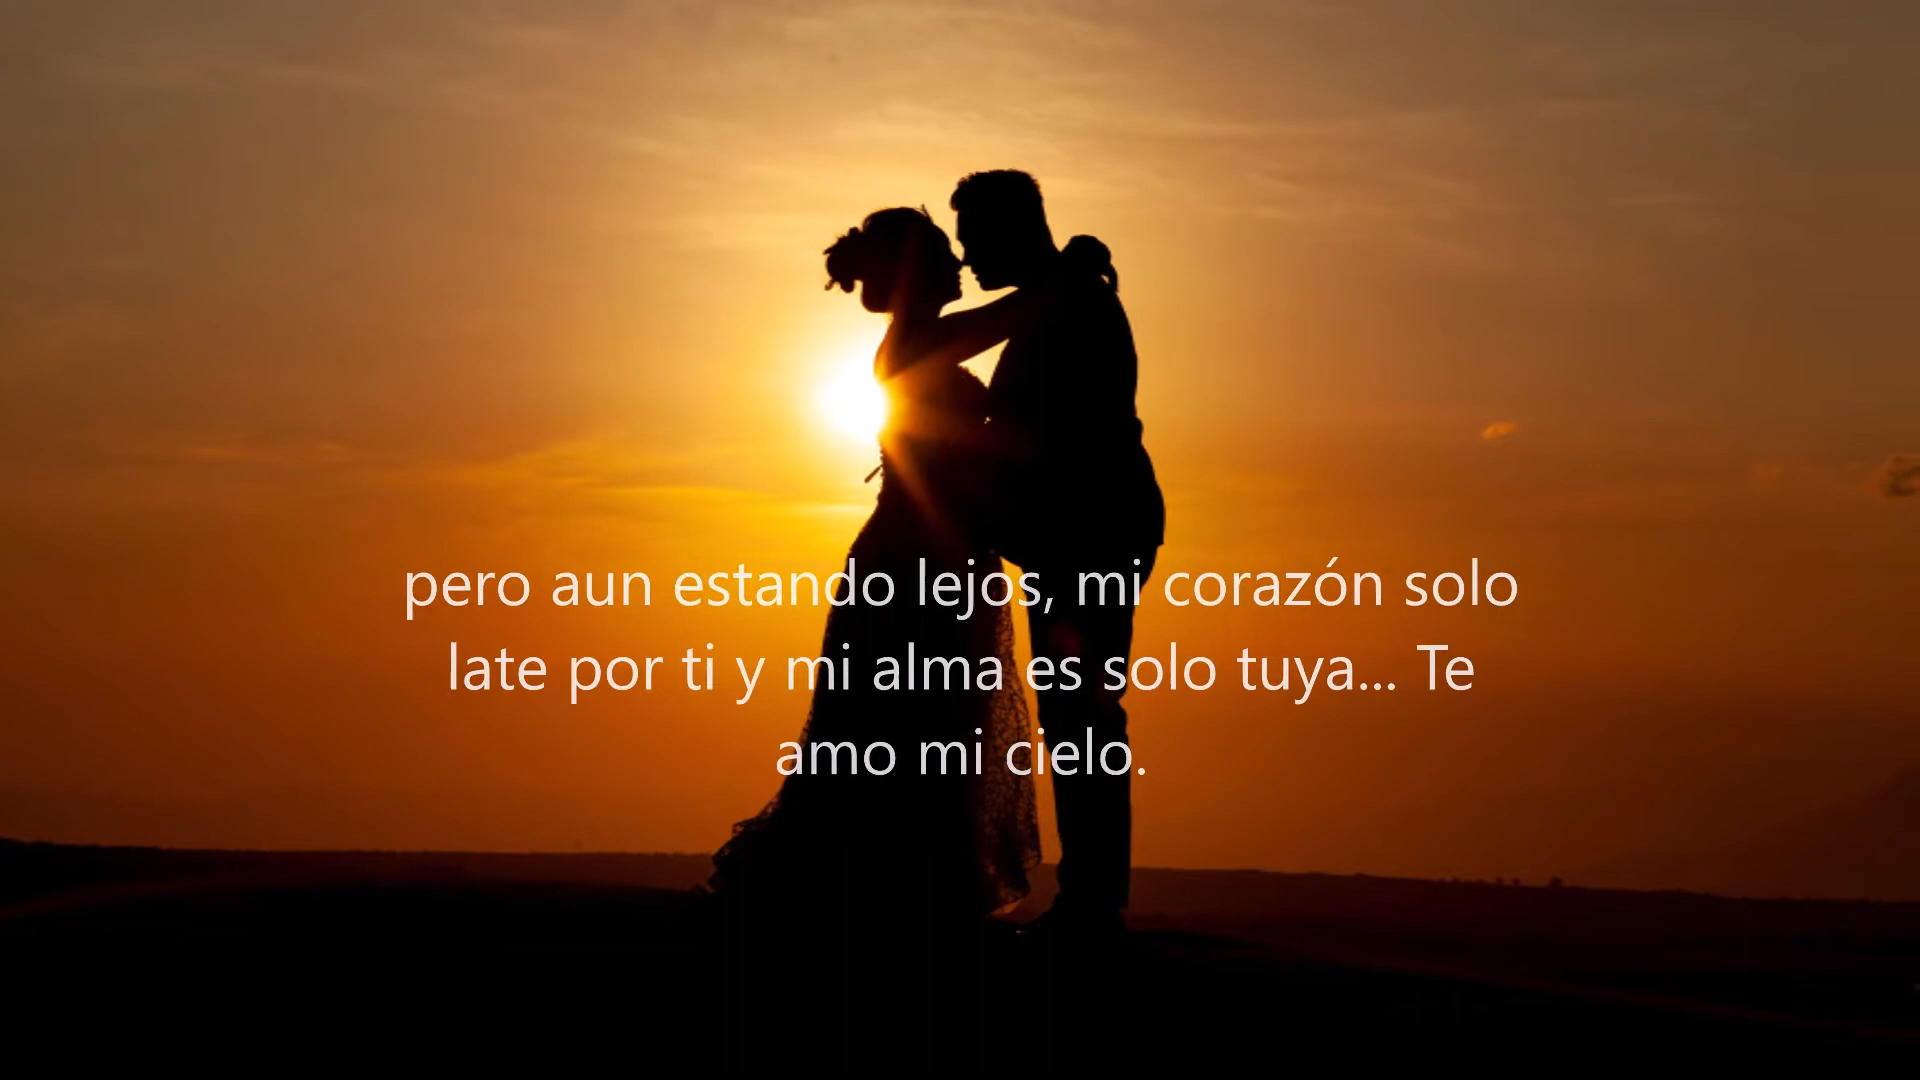 pero aun estando lejos, mi corazón solo
late por ti y mi alma es solo tuya... Te
amo mi cielo.